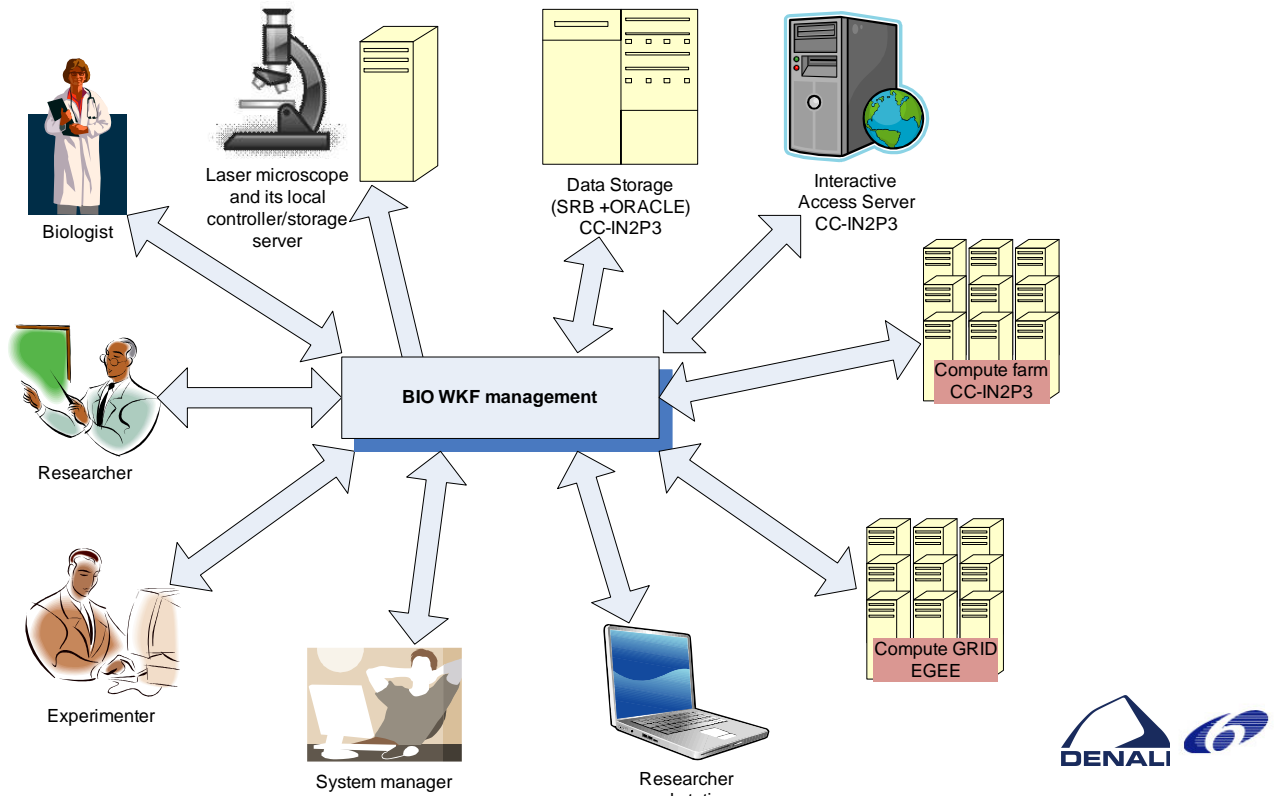 Laser microscope
and its local
controller/storage
server
Data Storage
(SRB +ORACLE)
CC-IN2P3
Interactive
Access Server
CC-IN2P3
Biologist
Compute farm
CC-IN2P3
BIO WKF management
Researcher
Compute GRID
EGEE
Experimenter
System manager
Researcher
DENALI
6